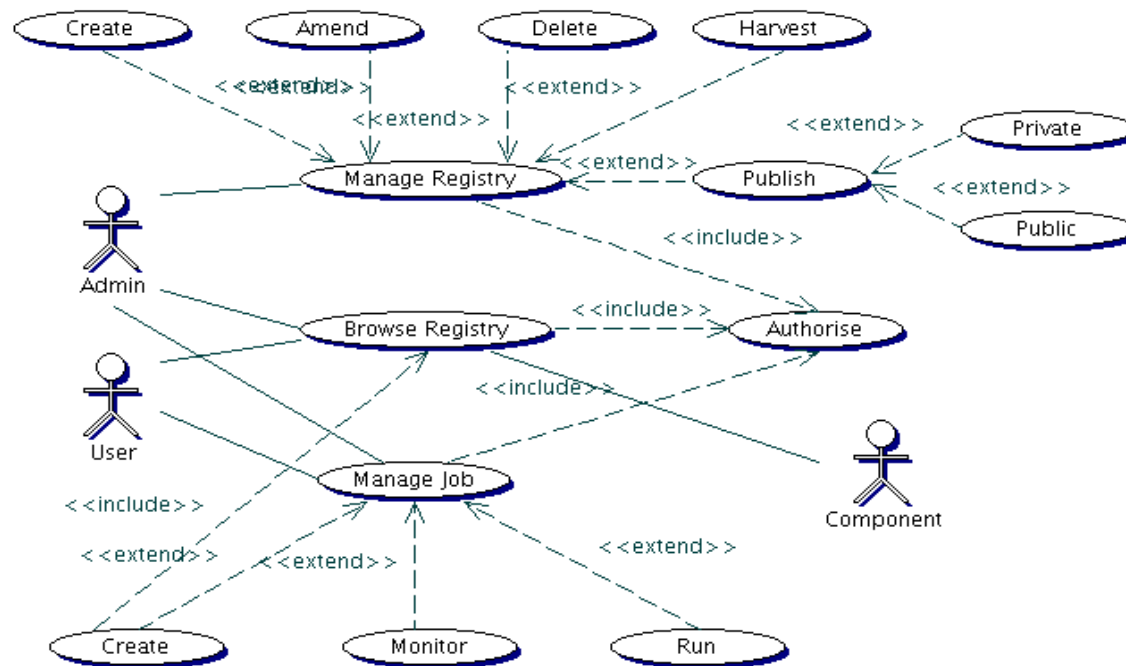 Create
Amend
Delete
Harvest
<<extend>>
<<extend>>
<<extend>>
<<extend>>
<<extend>>
Private
<<extend>>
Manage Registry
Publish
<<extend>>
Public
<<include>>
Admin
<<include>>
Browse Registry
Authorise
<<include>>
User
Manage Job
<<include>>
Component
<<extend>>
<<extend>>
<<extend>>
Create
Monitor
Run